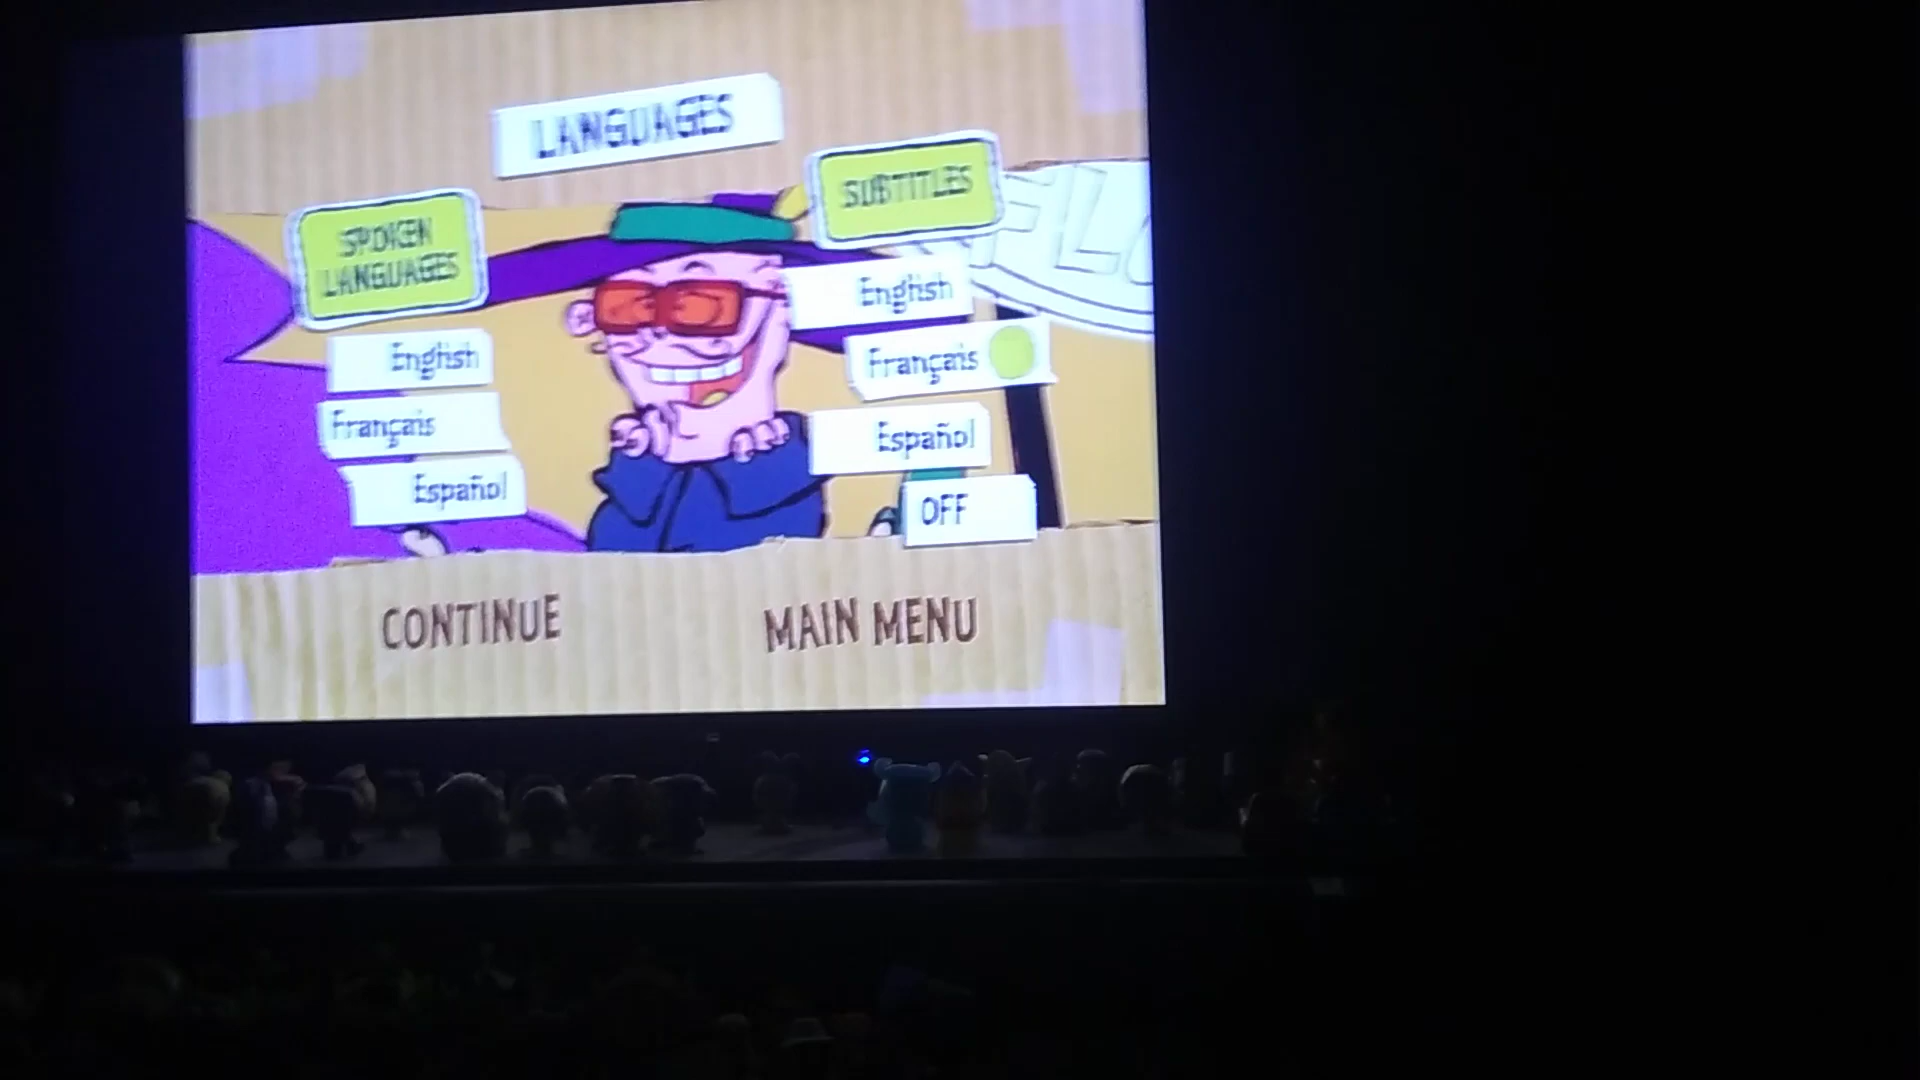 LANGUAGES
SPOKEN
LANGUAGES
English
Français
Español
SUBTITLES
English
Français
Español
OFF
CONTINUE
MAIN MENU